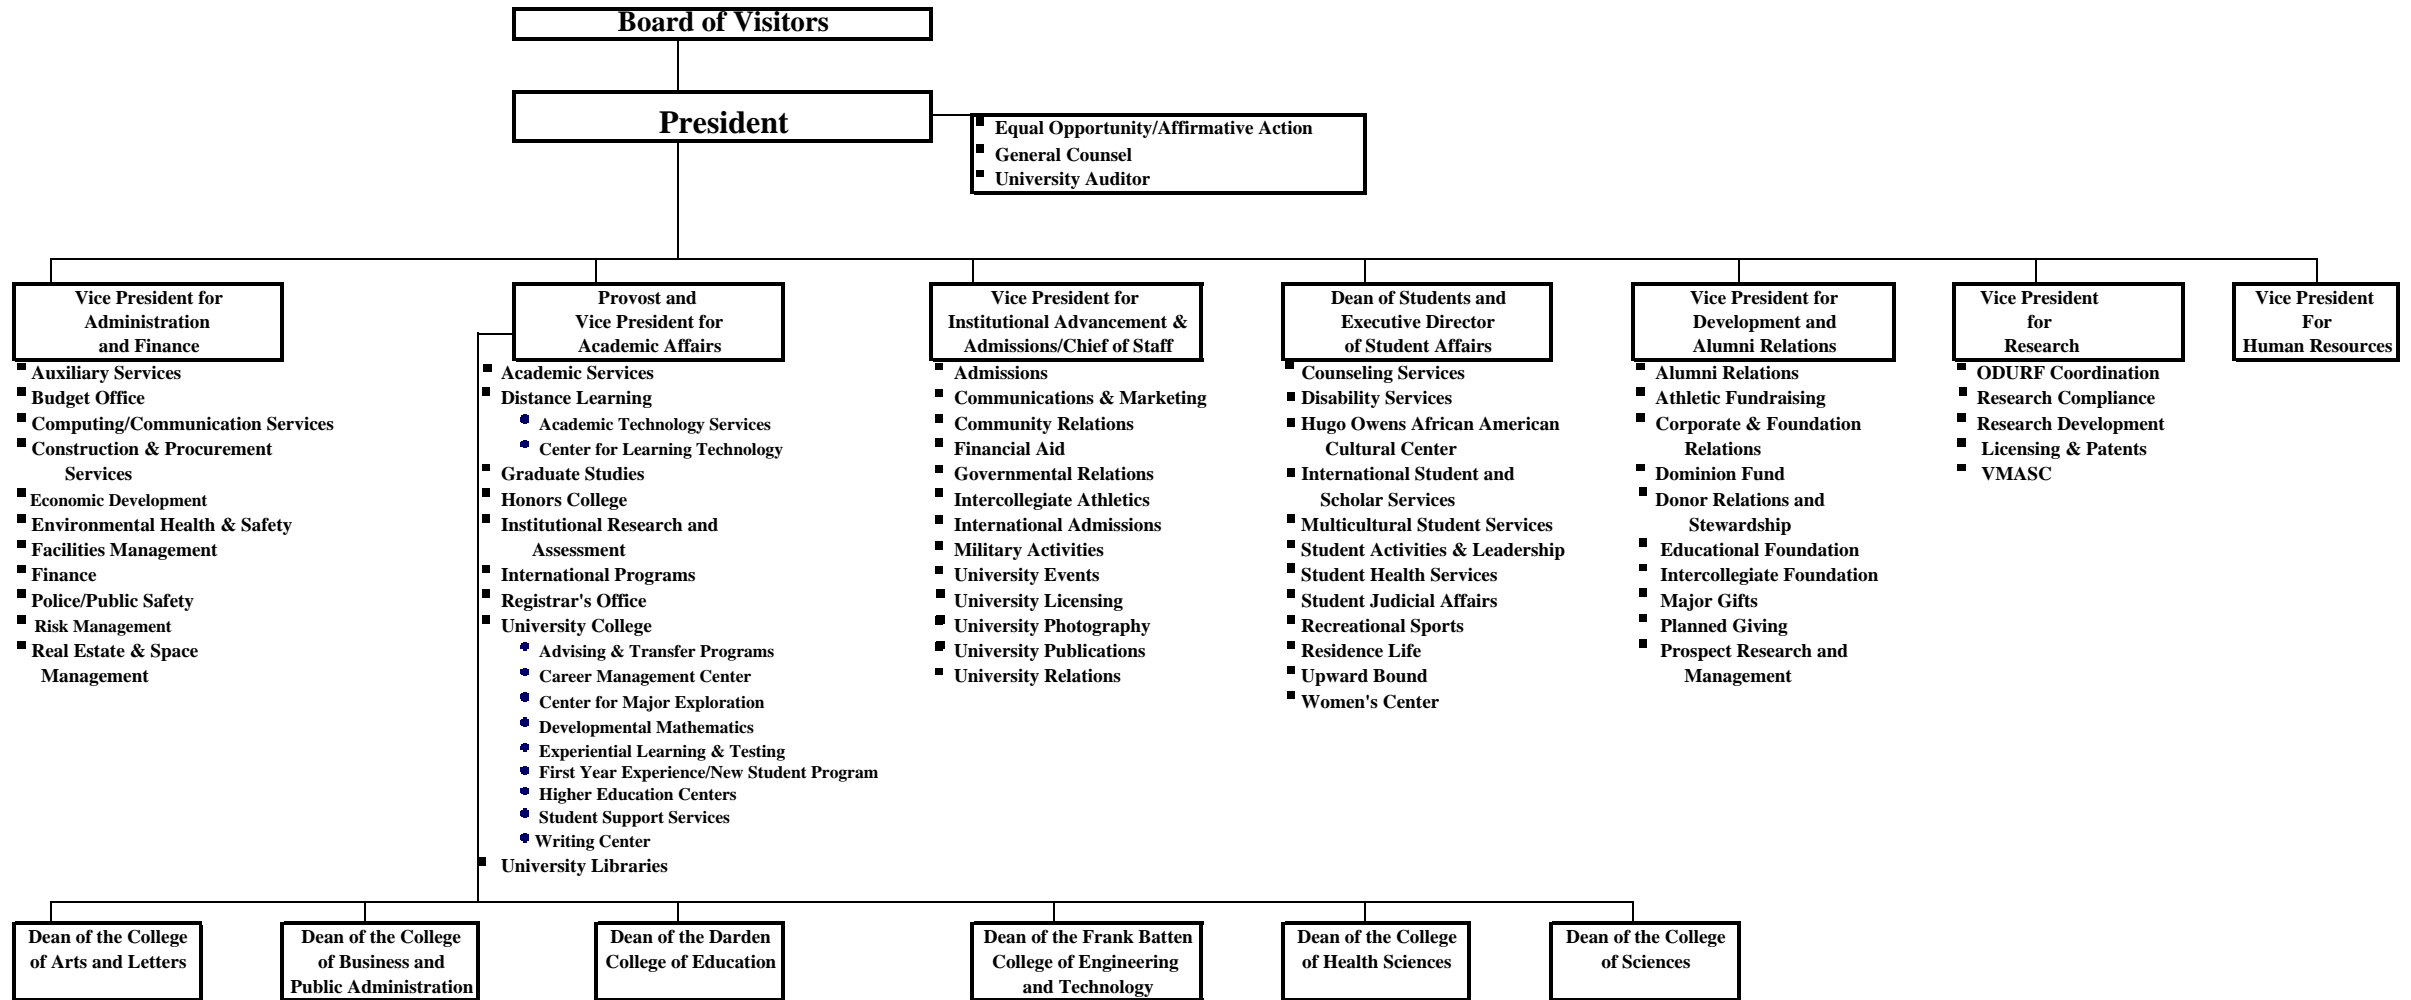 Board of Visitors
President
Equal Opportunity/Affirmative Action
General Counsel
University Auditor
Vice President for
Administration
and Finance
Auxiliary Services
Budget Office
Computing/Communication Services
Construction & Procurement
Services
Economic Development
Environmental Health & Safety
Facilities Management
Finance
Police/Public Safety
Risk Management
Real Estate & Space
Management
Provost and
Vice President for
Academic Affairs
Academic Services
Distance Learning
Academic Technology Services
Center for Learning Technology
Graduate Studies
Honors College
Institutional Research and
Assessment
International Programs
Registrar's Office
University College
Advising & Transfer Programs
Career Management Center
Center for Major Exploration
Developmental Mathematics
Experiential Learning & Testing
First Year Experience/New Student Program
Higher Education Centers
Student Support Services
Writing Center
University Libraries
Vice President for
Institutional Advancement &
Admissions/Chief of Staff
Admissions
Communications & Marketing
Community Relations
Financial Aid
Governmental Relations
Intercollegiate Athletics
International Admissions
Military Activities
University Events
University Licensing
University Photography
University Publications
University Relations
Dean of Students and
Executive Director
of Student Affairs
Counseling Services
Disability Services
Hugo Owens African American
Cultural Center
International Student and
Scholar Services
Multicultural Student Services
Student Activities & Leadership
Student Health Services
Student Judicial Affairs
Recreational Sports
Residence Life
Upward Bound
Women's Center
Vice President for
Development and
Alumni Relations
Alumni Relations
Athletic Fundraising
Corporate & Foundation
Relations
Dominion Fund
Donor Relations and
Stewardship
Educational Foundation
Intercollegiate Foundation
Major Gifts
Planned Giving
Prospect Research and
Management
Vice President
for
Research
ODURF Coordination
Research Compliance
Research Development
Licensing & Patents
VMASC
Vice President
For
Human Resources
Dean of the College
of Arts and Letters
Dean of the College
of Business and
Public Administration
Dean of the Darden
College of Education
Dean of the Frank Batten
College of Engineering
and Technology
Dean of the College
of Health Sciences
Dean of the College
of Sciences